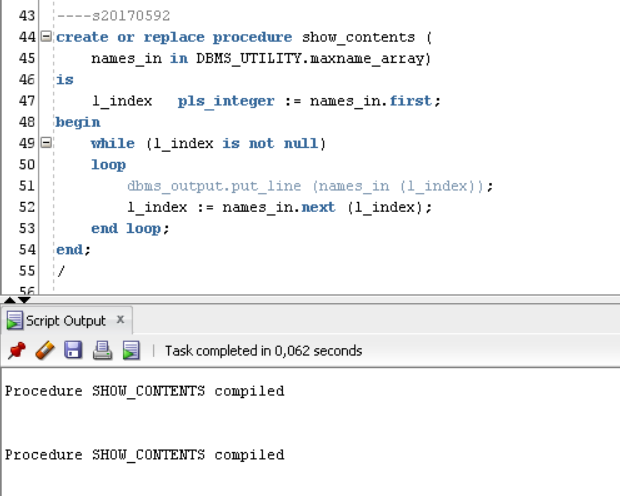 43 ----s20170592
44 create or replace procedure show_contents (
45     names_in in DBMS_UTILITY.maxname_array)
46 is
47     l_index   pls_integer := names_in.first;
48 begin
49     while (l_index is not null)
50     loop
51         dbms_output.put_line (names_in (l_index));
52         l_index := names_in.next (l_index);
53     end loop;
54 end;
55 /
56
Script Output x
Task completed in 0,062 seconds
Procedure SHOW_CONTENTS compiled
Procedure SHOW_CONTENTS compiled